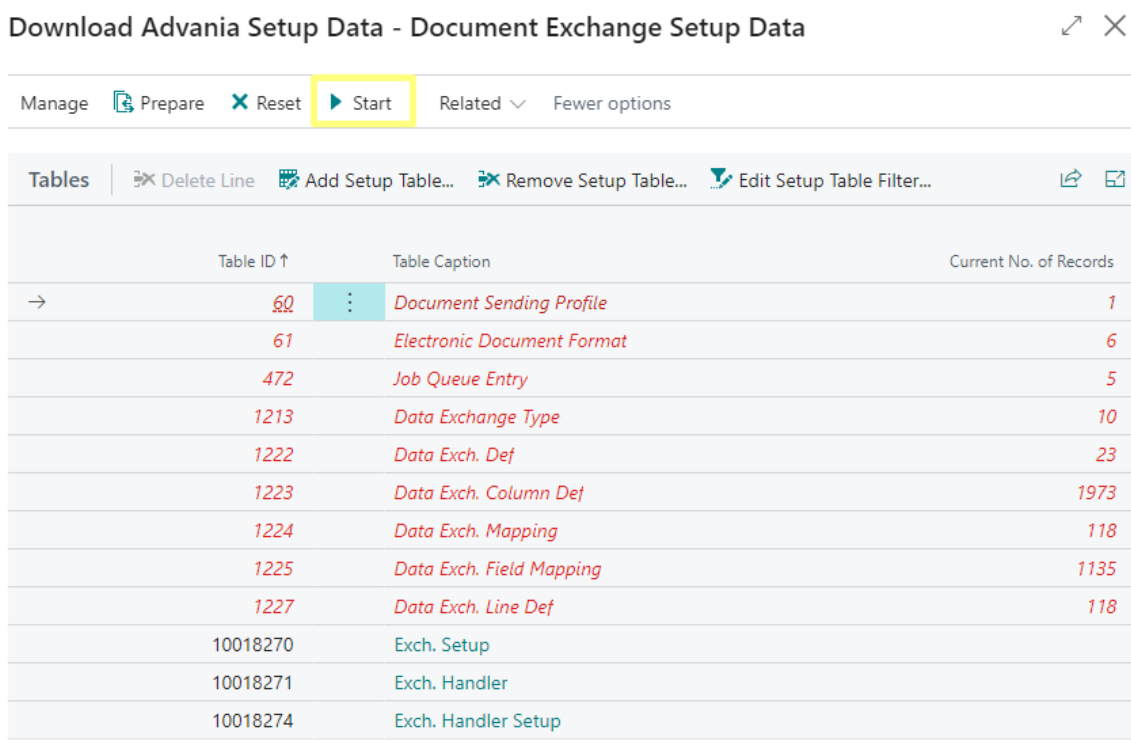 Download Advania Setup Data - Document Exchange Setup Data
Manage Prepare Reset Start Related Fewer options
Tables Delete Line Add Setup Table... Remove Setup Table... Edit Setup Table Filter...
Table ID ↑ Table Caption Current No. of Records
60 Document Sending Profile 1
61 Electronic Document Format 6
472 Job Queue Entry 5
1213 Data Exchange Type 10
1222 Data Exch. Def 23
1223 Data Exch. Column Def 1973
1224 Data Exch. Mapping 118
1225 Data Exch. Field Mapping 1135
1227 Data Exch. Line Def 118
10018270 Exch. Setup
10018271 Exch. Handler
10018274 Exch. Handler Setup